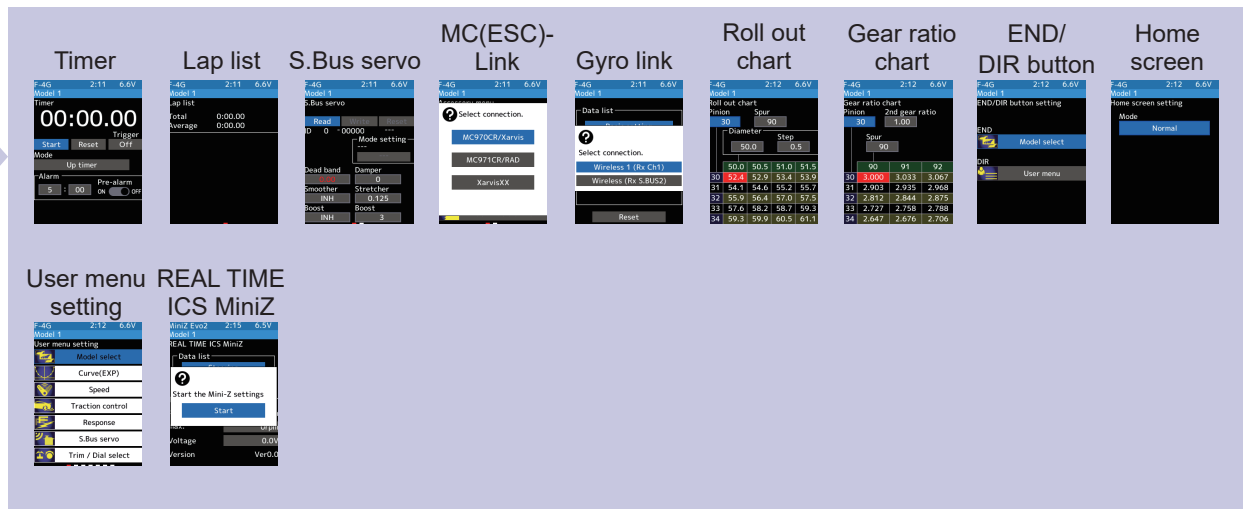 Timer
F-4G 2:11 6.6V
Model 1
Timer
00:00.00
Trigger
Start Reset Off
Mode
Up timer
Alarm
5 : 00 Pre-alarm
ON OFF
Lap list
F-4G 2:11 6.6V
Model 1
Lap list
Total 0:00.00
Average 0:00.00
S.Bus servo
F-4G 2:11 6.6V
Model 1
S.Bus servo
Read Write Reset
ID 0 -00000 ---
Mode setting
---
Dead band Damper
0
Smoother Stretcher
INH 0.125
Boost Boost
INH 3
MC(ESC)-
Link
F-4G 2:11 6.6V
Model 1
Select connection.
MC970CR/Xarvis
MC971CR/RAD
XarvisXX
Gyro link
F-4G 2:11 6.6V
Model 1
Data list
Select connection.
Wireless 1 (Rx Ch1)
Wireless (Rx S.BUS2)
Reset
Roll out
chart
F-4G 2:12 6.6V
Model 1
Roll out chart
Pinion Spur
30 90
Diameter
Step
50.0 0.5
50.0 50.5 51.0 51.5
30 52.4 52.9 53.4 53.9
31 54.1 54.6 55.2 55.7
32 55.9 56.4 57.0 57.5
33 57.6 58.2 58.7 59.3
34 59.3 59.9 60.5 61.1
Gear ratio
chart
F-4G 2:12 6.6V
Model 1
Gear ratio chart
Pinion 2nd gear ratio
30 1.00
Spur
90
90 91 92
30 3.000 3.033 3.067
31 2.903 2.935 2.968
32 2.812 2.844 2.875
33 2.727 2.758 2.788
34 2.647 2.676 2.706
END/
DIR button
F-4G 2:12 6.6V
Model 1
END/DIR button setting
END
Model select
DIR
User menu
Home
screen
F-4G 2:12 6.6V
Model 1
Home screen setting
Mode
Normal
User menu
setting
F-4G 2:12 6.6V
Model 1
User menu setting
Model select
Curve(EXP)
Speed
Traction control
Response
S.Bus servo
Trim / Dial select
REAL TIME
ICS MiniZ
MiniZ Evo2 2:15 6.5V
Model 1
REAL TIME ICS MiniZ
Data list
Start the Mini-Z settings
Start
Voltage 0.0V
Version Ver0.0